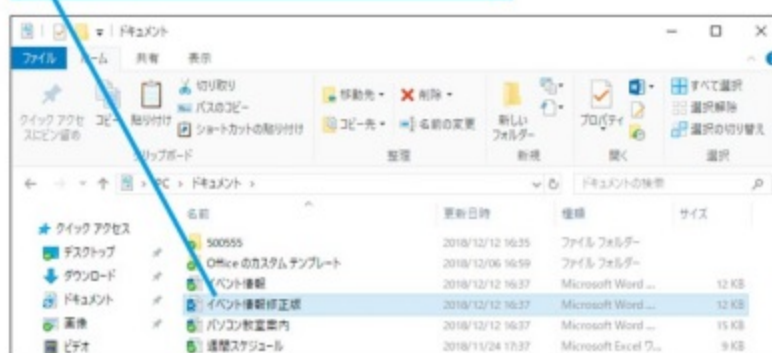 ドキュメント
ファイル ホーム 共有 表示
クイック アクセスにピン留め コピー 貼り付け 切り取り パスのコピー ショートカットの貼り付け
移動先 削除 コピー先 名前の変更
新しいフォルダー プロパティ すべて選択 選択解除 選択の切り替え
クリップボード 整理 新規 開く 選択
PC ドキュメント ドキュメントの検索
名前 更新日時 種類 サイズ
クイック アクセス
デスクトップ 500555 2018/12/12 16:35 ファイル フォルダー
ダウンロード Office のカスタム テンプレート 2018/12/06 16:59 ファイル フォルダー
イベント情報 2018/12/12 16:37 Microsoft Word ... 12 KB
ドキュメント イベント情報修正版 2018/12/12 16:37 Microsoft Word ... 12 KB
画像 パソコン教室案内 2018/12/12 16:37 Microsoft Word ... 15 KB
ビデオ 週間スケジュール 2018/11/24 17:37 Microsoft Excel ワ... 9 KB